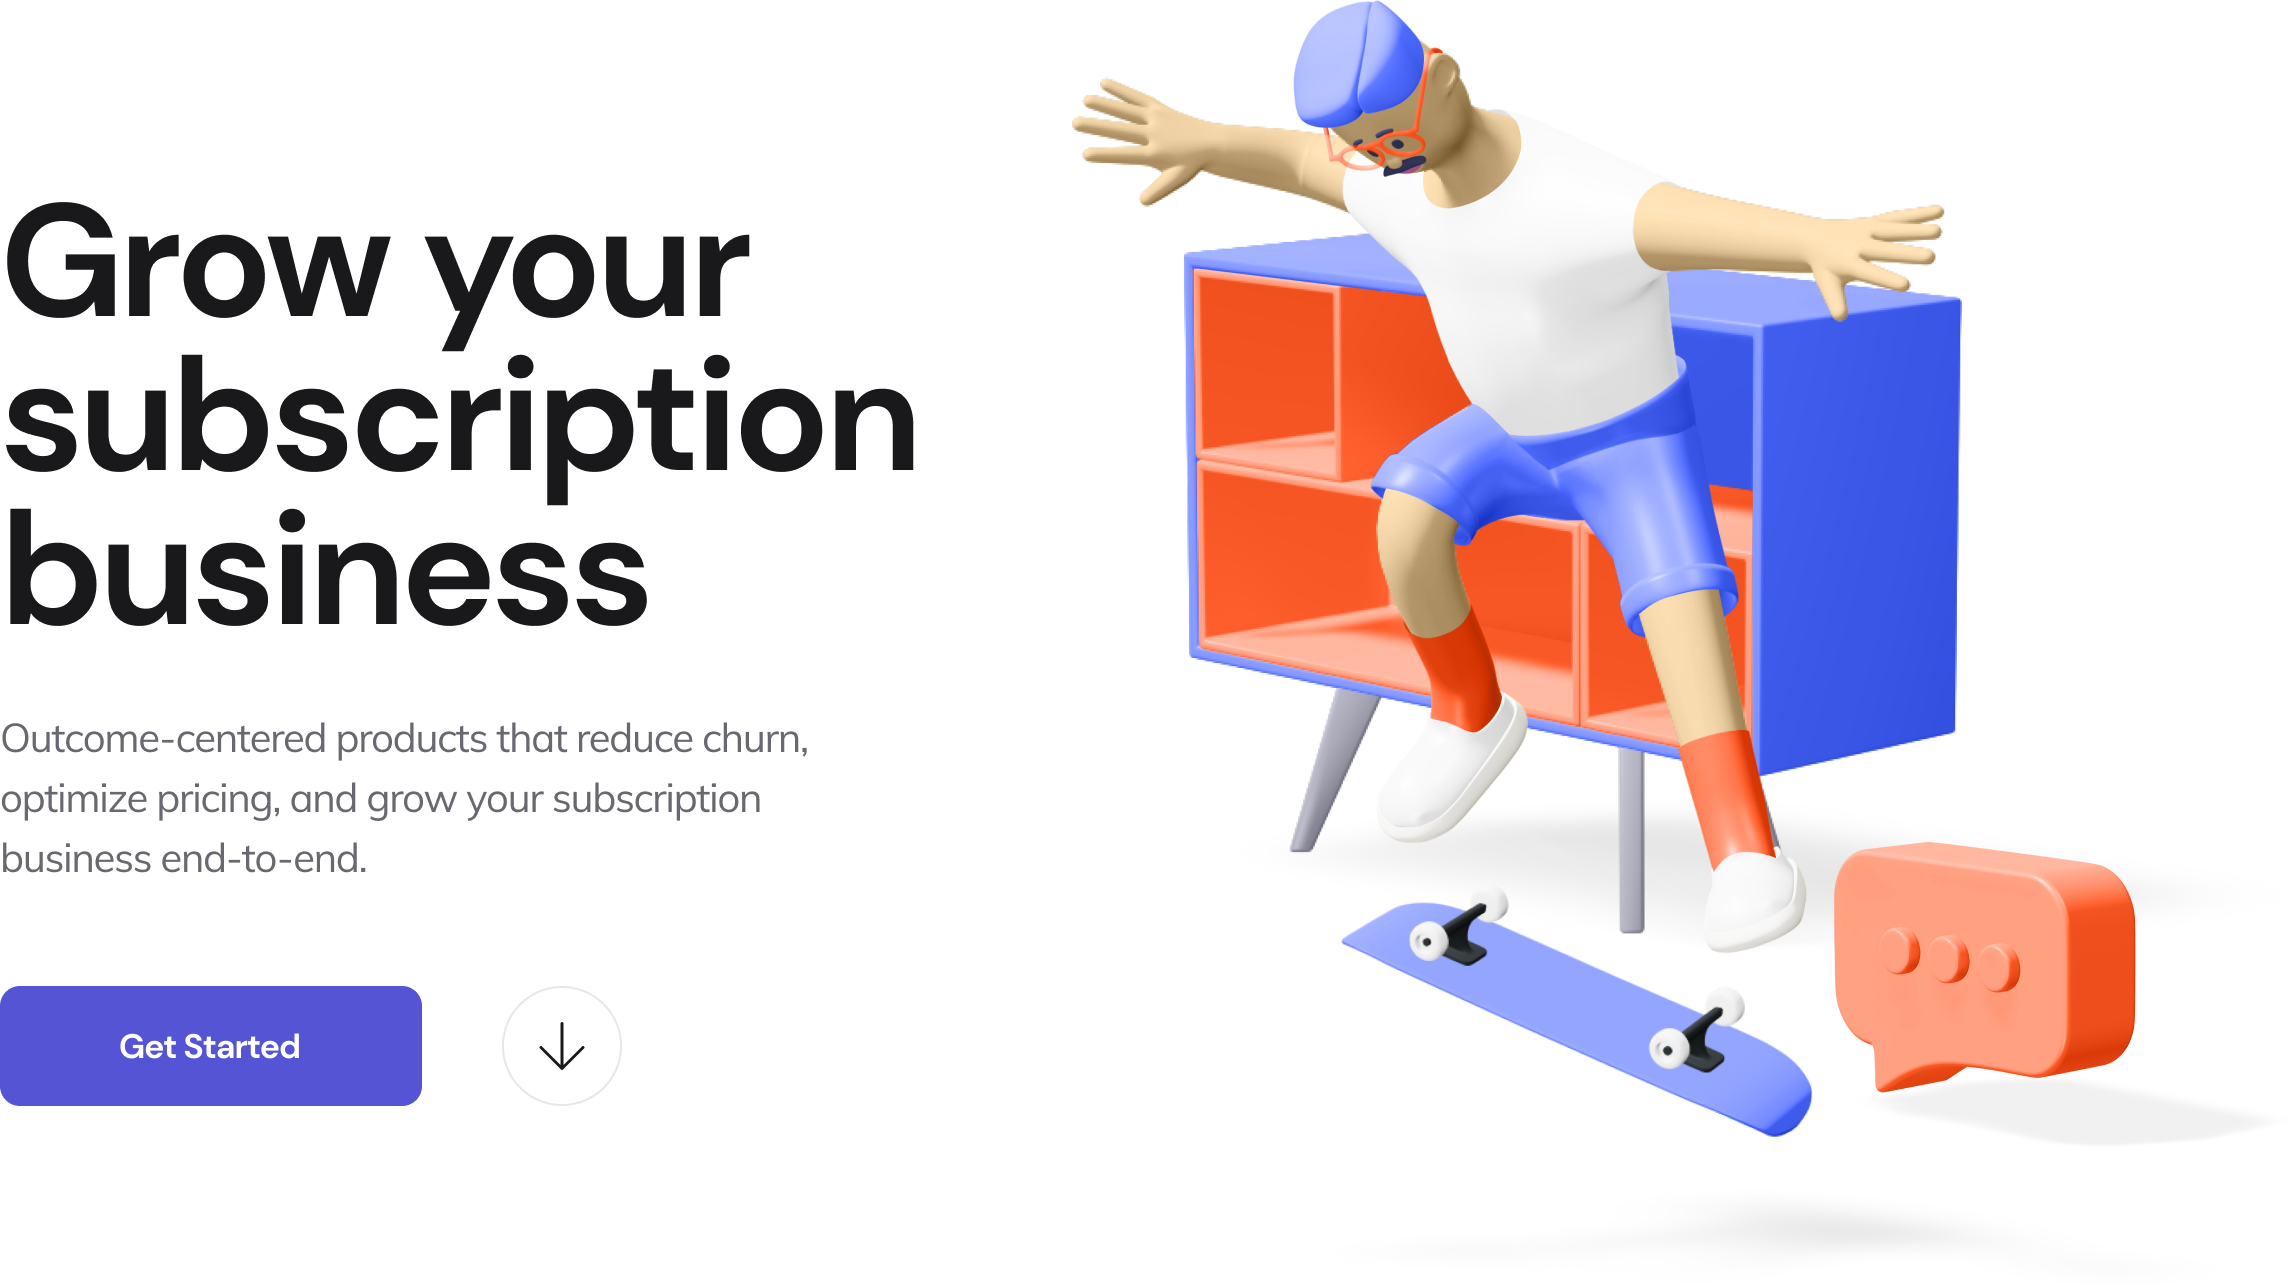 Grow your
subscription
business
Outcome-centered products that reduce churn,
optimize pricing, and grow your subscription
business end-to-end.
Get Started